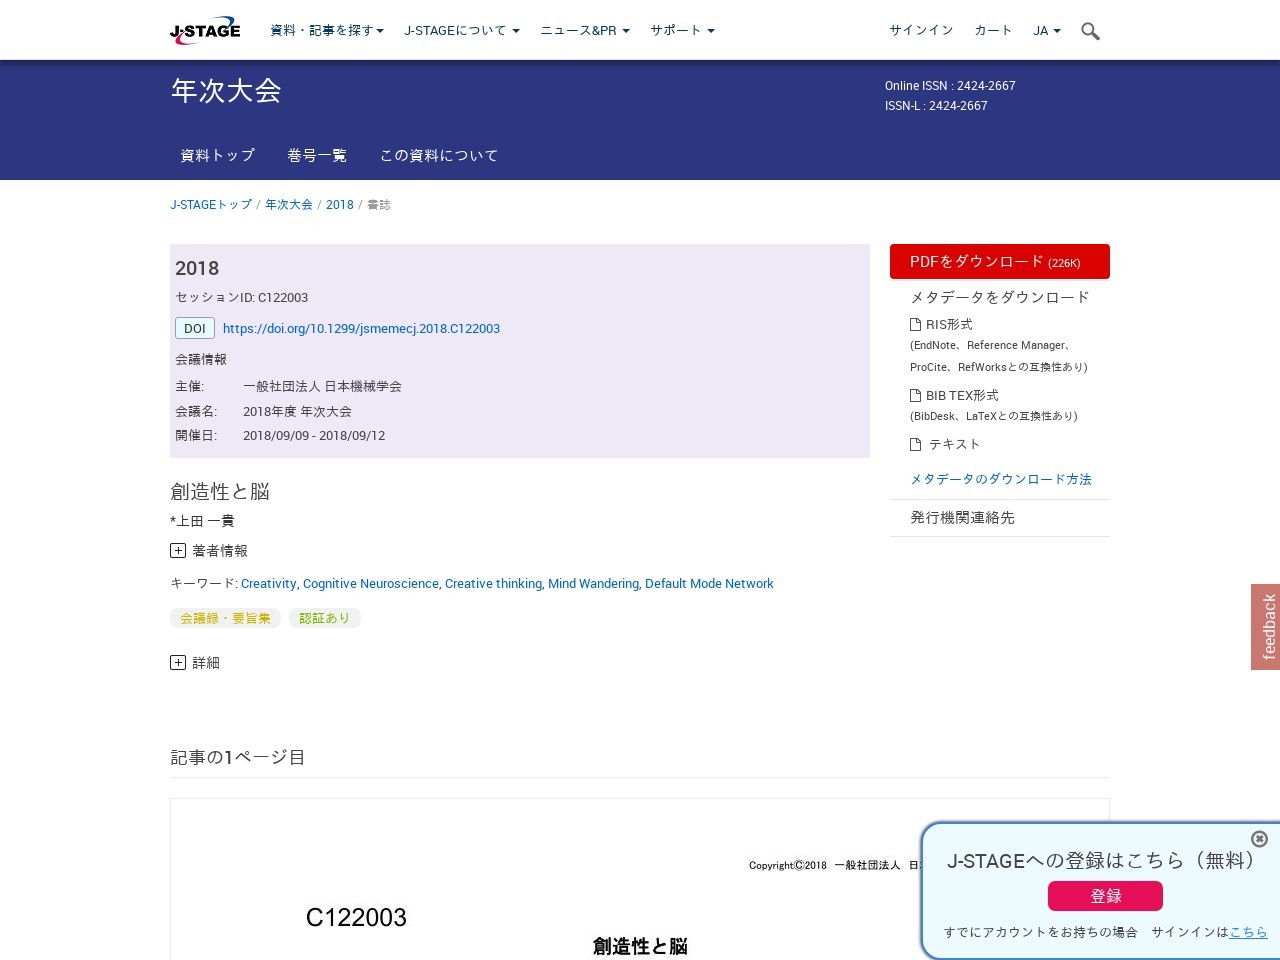 J-STAGE
資料・記事を探す
J-STAGEについて
ニュース&PR
サポート
サインイン
カート
JA
年次大会
Online ISSN : 2424-2667
ISSN-L : 2424-2667
資料トップ
巻号一覧
この資料について
J-STAGEトップ / 年次大会 / 2018 / 書誌
2018
セッションID: C122003
DOI https://doi.org/10.1299/jsmemecj.2018.C122003
会議情報
主催: 一般社団法人 日本機械学会
会議名: 2018年度 年次大会
開催日: 2018/09/09 - 2018/09/12
創造性と脳
*上田 一貴
著者情報
キーワード: Creativity, Cognitive Neuroscience, Creative thinking, Mind Wandering, Default Mode Network
会議録・要旨集 認証あり
詳細
PDFをダウンロード (226K)
メタデータをダウンロード
RIS形式
(EndNote、Reference Manager、
ProCite、RefWorksとの互換性あり)
BIB TEX形式
(BibDesk、LaTeXとの互換性あり)
テキスト
メタデータのダウンロード方法
発行機関連絡先
feedback
記事の1ページ目
Copyright©2018 一般社団法人
C122003
創造性と脳
J-STAGEへの登録はこちら（無料）
登録
すでにアカウントをお持ちの場合 サインインはこちら